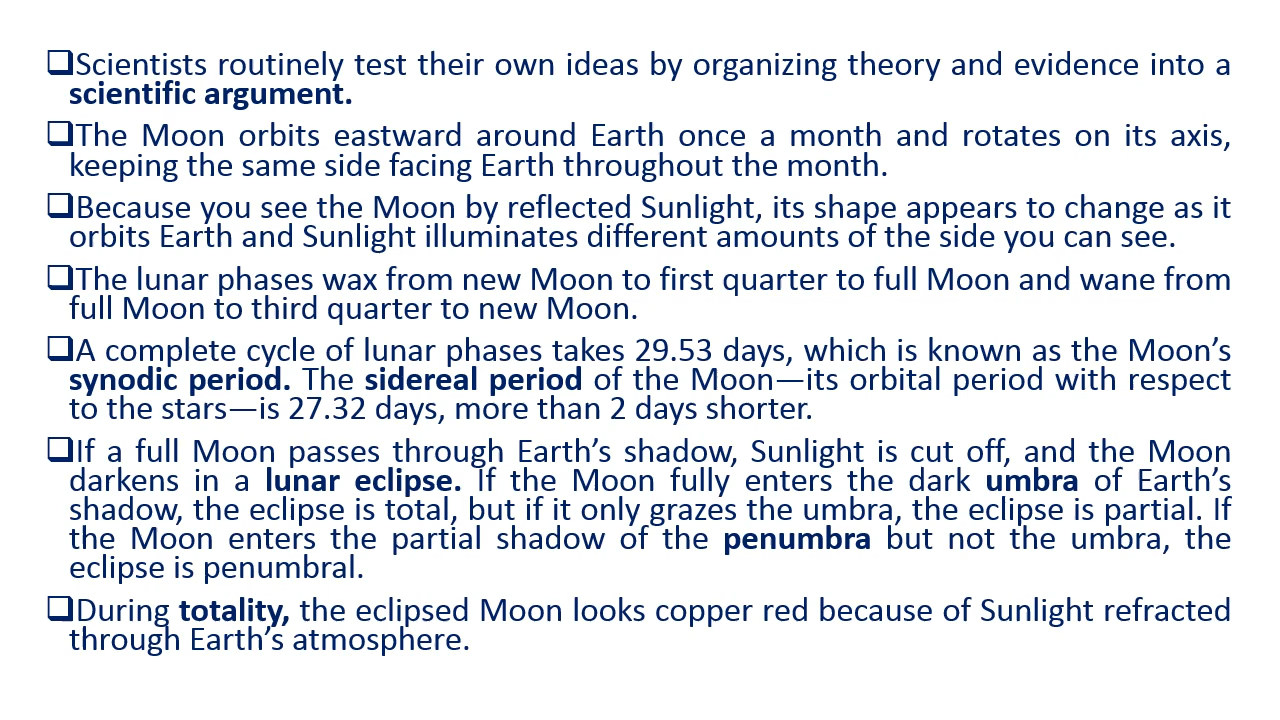 ❑Scientists routinely test their own ideas by organizing theory and evidence into a
scientific argument.
❑The Moon orbits eastward around Earth once a month and rotates on its axis,
keeping the same side facing Earth throughout the month.
❑Because you see the Moon by reflected Sunlight, its shape appears to change as it
orbits Earth and Sunlight illuminates different amounts of the side you can see.
❑The lunar phases wax from new Moon to first quarter to full Moon and wane from
full Moon to third quarter to new Moon.
❑A complete cycle of lunar phases takes 29.53 days, which is known as the Moon’s
synodic period. The sidereal period of the Moon—its orbital period with respect
to the stars—is 27.32 days, more than 2 days shorter.
❑If a full Moon passes through Earth’s shadow, Sunlight is cut off, and the Moon
darkens in a lunar eclipse. If the Moon fully enters the dark umbra of Earth’s
shadow, the eclipse is total, but if it only grazes the umbra, the eclipse is partial. If
the Moon enters the partial shadow of the penumbra but not the umbra, the
eclipse is penumbral.
❑During totality, the eclipsed Moon looks copper red because of Sunlight refracted
through Earth’s atmosphere.